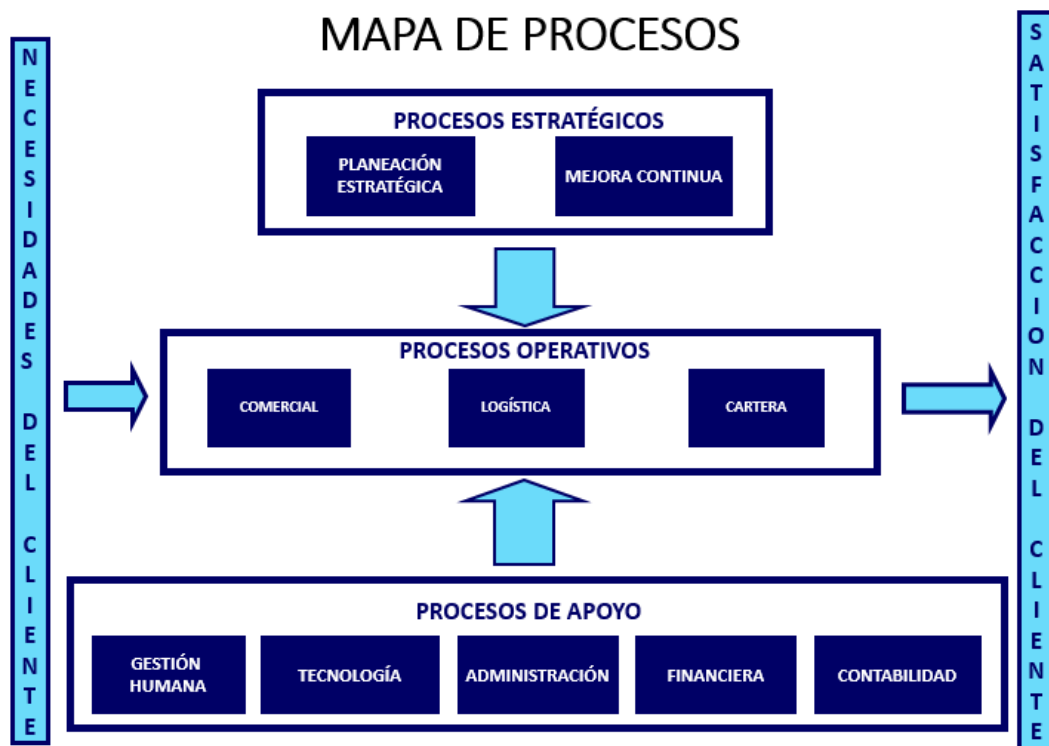 MAPA DE PROCESOS
NECESIDADES DEL CLIENTE
PROCESOS ESTRATÉGICOS
PLANEACIÓN
ESTRATÉGICA
MEJORA CONTINUA
PROCESOS OPERATIVOS
COMERCIAL
LOGÍSTICA
CARTERA
PROCESOS DE APOYO
GESTIÓN
HUMANA
TECNOLOGÍA
ADMINISTRACIÓN
FINANCIERA
CONTABILIDAD
SATISFACCION DEL CLIENTE